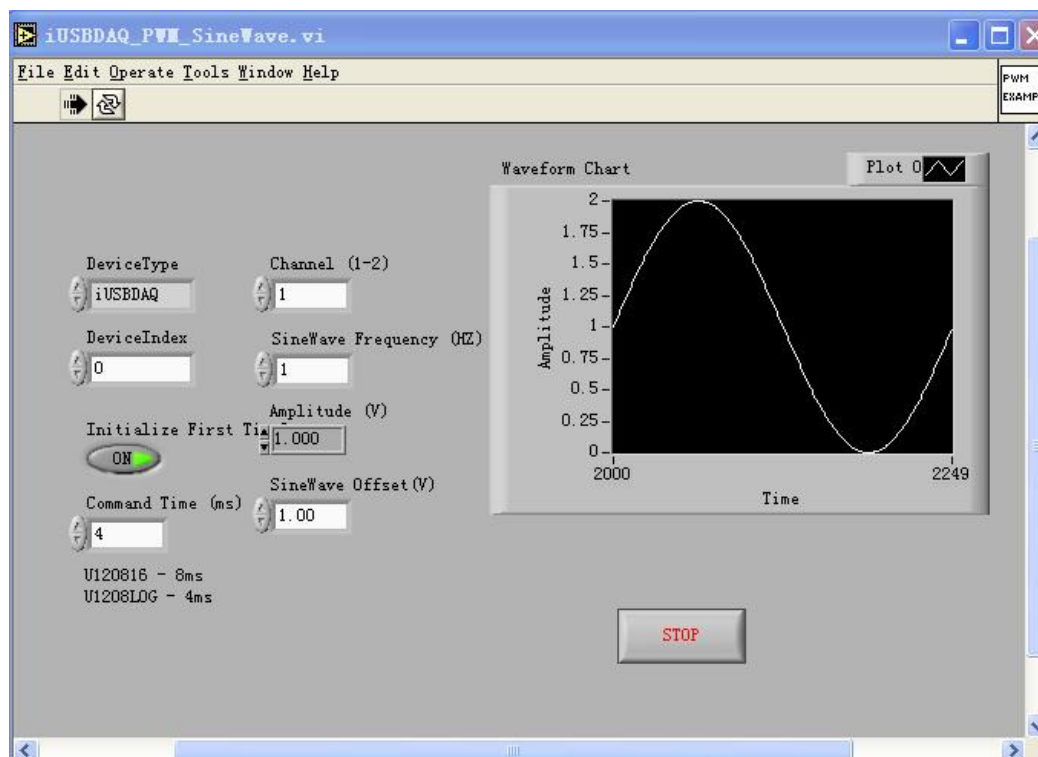 iUSBDAQ_PWM_SineWave.vi
File Edit Operate Tools Window Help
PWM
EXAMP
Waveform Chart
Plot 0
DeviceType
iUSBDAQ
Channel (1-2)
1
DeviceIndex
0
SineWave Frequency (HZ)
1
Initialize First Ti
ON
Amplitude (V)
1.000
Command Time (ms)
4
SineWave Offset(V)
1.00
U120816 - 8ms
U1208LOG - 4ms
Amplitude
2
1.75
1.5
1.25
1
0.75
0.5
0.25
0
2000
2249
Time
STOP